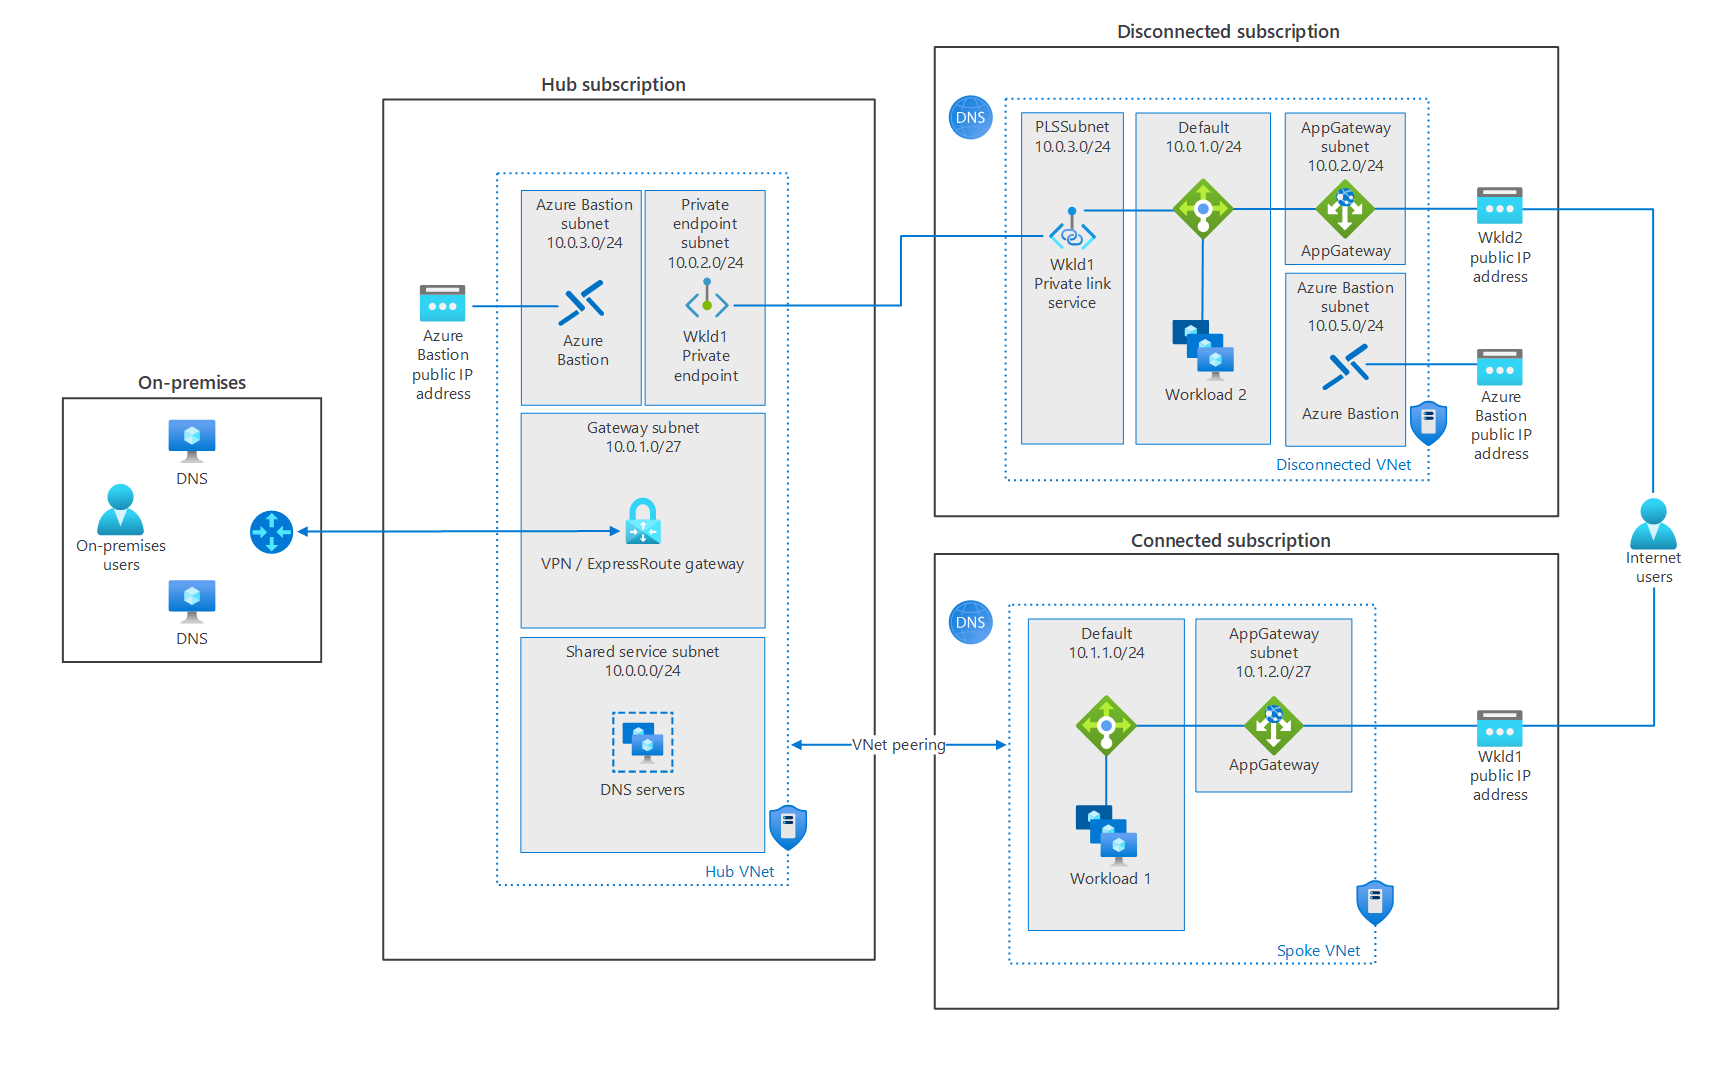 On-premises
DNS
On-premises
users
DNS
Hub subscription
Azure Bastion
subnet
10.0.3.0/24
Azure
Bastion
Private
endpoint
subnet
10.0.2.0/24
Wkld1
Private
endpoint
Azure
Bastion
public IP
address
Gateway subnet
10.0.1.0/27
VPN / ExpressRoute gateway
Shared service subnet
10.0.0.0/24
DNS servers
Hub VNet
VNet peering
Disconnected subscription
DNS
PLSSubnet
10.0.3.0/24
Wkld1
Private link
service
Default
10.0.1.0/24
Workload 2
AppGateway
subnet
10.0.2.0/24
AppGateway
Azure Bastion
subnet
10.0.5.0/24
Azure Bastion
Disconnected VNet
Wkld2
public IP
address
Azure
Bastion
public IP
address
Connected subscription
DNS
Default
10.1.1.0/24
Workload 1
AppGateway
subnet
10.1.2.0/27
AppGateway
Spoke VNet
Wkld1
public IP
address
Internet
users